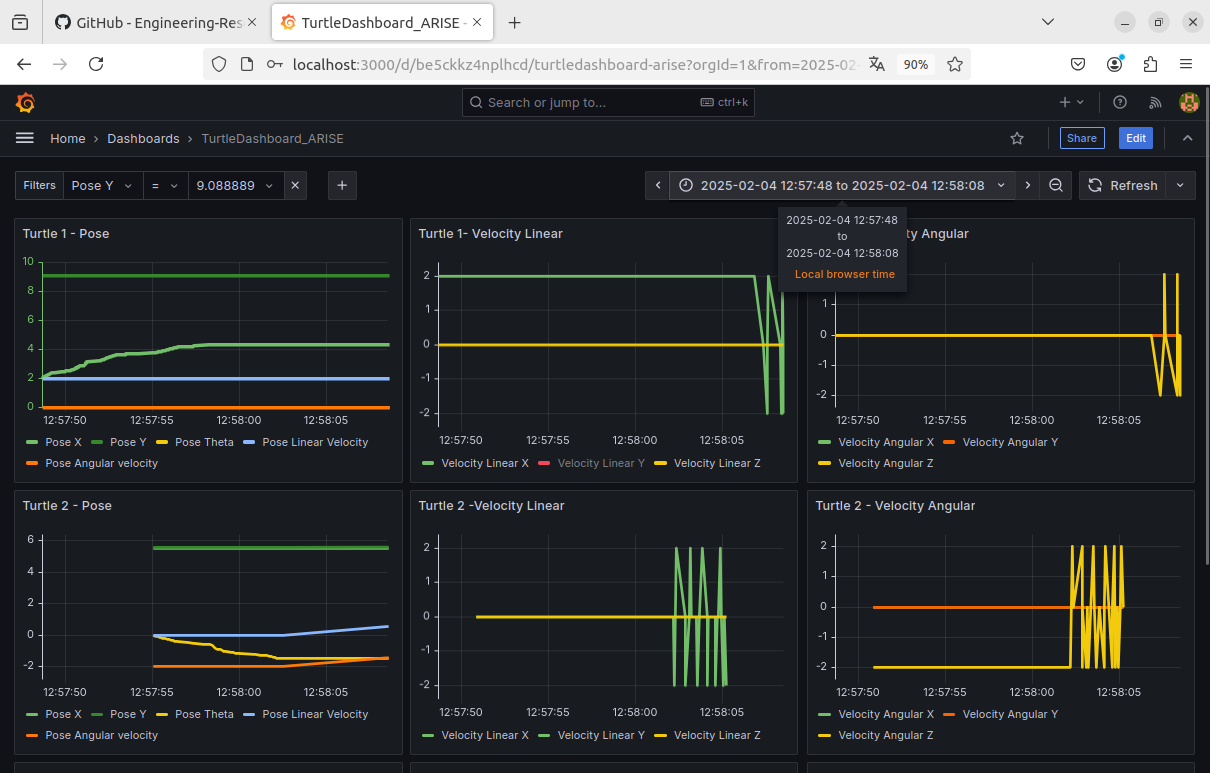 GitHub - Engineering-Res
TurtleDashboard_ARISE -
localhost:3000/d/be5ckkz4nplhcd/turtledashboard-arise?orgId=1&from=2025-02-
90%
Search or jump to...
ctrl+k
Home › Dashboards › TurtleDashboard_ARISE
Share
Edit
Filters
Pose Y
=
9.088889
2025-02-04 12:57:48 to 2025-02-04 12:58:08
Refresh
2025-02-04 12:57:48
to
2025-02-04 12:58:08
Local browser time
Turtle 1 - Pose
10
8
6
4
2
0
12:57:50 12:57:55 12:58:00 12:58:05
Pose X Pose Y Pose Theta Pose Linear Velocity
Pose Angular velocity
Turtle 1- Velocity Linear
2
1
0
-1
-2
12:57:50 12:57:55 12:58:00 12:58:05
Velocity Linear X Velocity Linear Y Velocity Linear Z
ty Angular
1
0
-1
-2
12:57:50 12:57:55 12:58:00 12:58:05
Velocity Angular X Velocity Angular Y
Velocity Angular Z
Turtle 2 - Pose
6
4
2
0
-2
12:57:50 12:57:55 12:58:00 12:58:05
Pose X Pose Y Pose Theta Pose Linear Velocity
Pose Angular velocity
Turtle 2 -Velocity Linear
2
1
0
-1
-2
12:57:50 12:57:55 12:58:00 12:58:05
Velocity Linear X Velocity Linear Y Velocity Linear Z
Turtle 2 - Velocity Angular
2
1
0
-1
-2
12:57:50 12:57:55 12:58:00 12:58:05
Velocity Angular X Velocity Angular Y
Velocity Angular Z